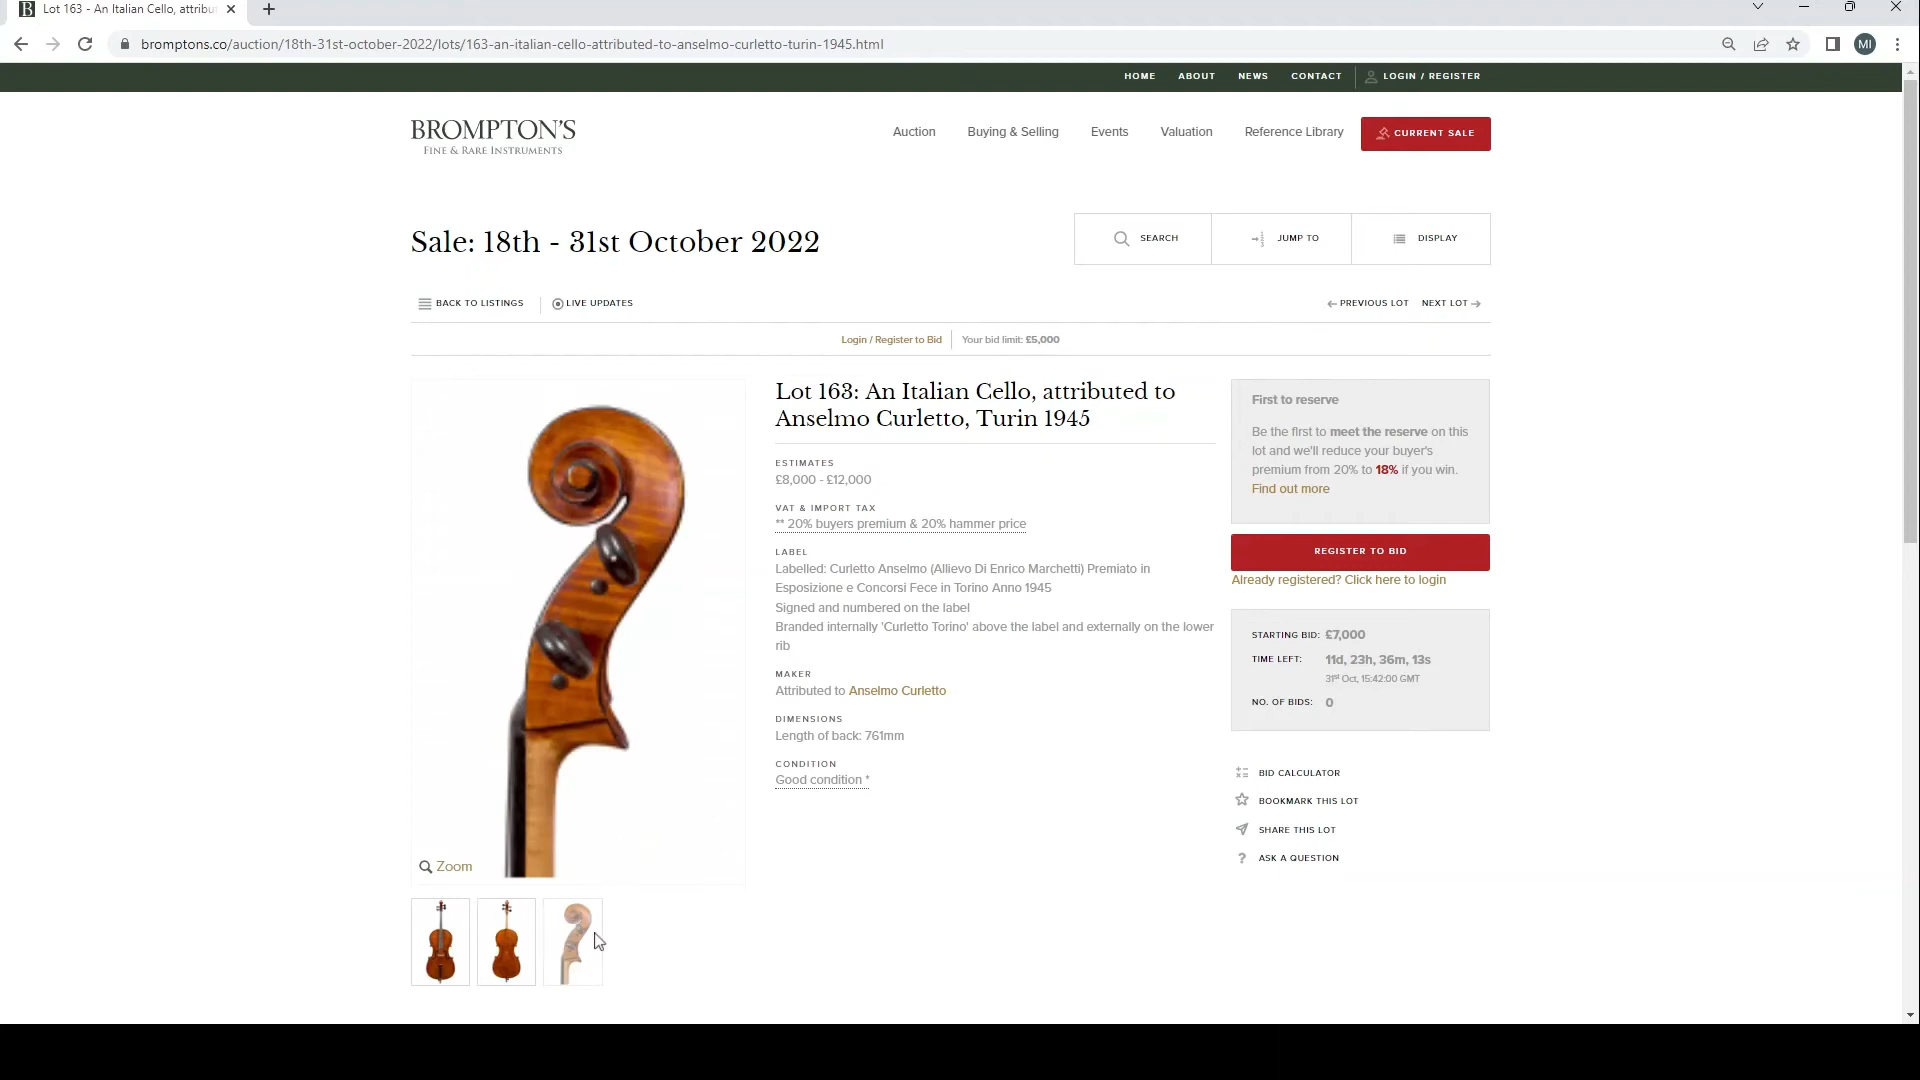 Lot 163 - An Italian Cello, attribut
bromptons.co/auction/18th-31st-october-2022/lots/163-an-italian-cello-attributed-to-anselmo-curletto-turin-1945.html
MI
HOME ABOUT NEWS CONTACT LOGIN / REGISTER
BROMPTON'S
FINE & RARE INSTRUMENTS
Auction Buying & Selling Events Valuation Reference Library CURRENT SALE
Sale: 18th - 31st October 2022
SEARCH JUMP TO DISPLAY
BACK TO LISTINGS LIVE UPDATES
PREVIOUS LOT NEXT LOT
Login / Register to Bid Your bid limit: £5,000
Lot 163: An Italian Cello, attributed to
Anselmo Curletto, Turin 1945
ESTIMATES
£8,000 - £12,000
VAT & IMPORT TAX
** 20% buyers premium & 20% hammer price
LABEL
Labelled: Curletto Anselmo (Allievo Di Enrico Marchetti) Premiato in
Esposizione e Concorsi Fece in Torino Anno 1945
Signed and numbered on the label
Branded internally 'Curletto Torino' above the label and externally on the lower
rib
MAKER
Attributed to Anselmo Curletto
DIMENSIONS
Length of back: 761mm
CONDITION
Good condition *
Zoom
First to reserve
Be the first to meet the reserve on this
lot and we'll reduce your buyer's
premium from 20% to 18% if you win.
Find out more
REGISTER TO BID
Already registered? Click here to login
STARTING BID: £7,000
TIME LEFT: 11d, 23h, 36m, 13s
31st Oct, 15:42:00 GMT
NO. OF BIDS: 0
BID CALCULATOR
BOOKMARK THIS LOT
SHARE THIS LOT
ASK A QUESTION